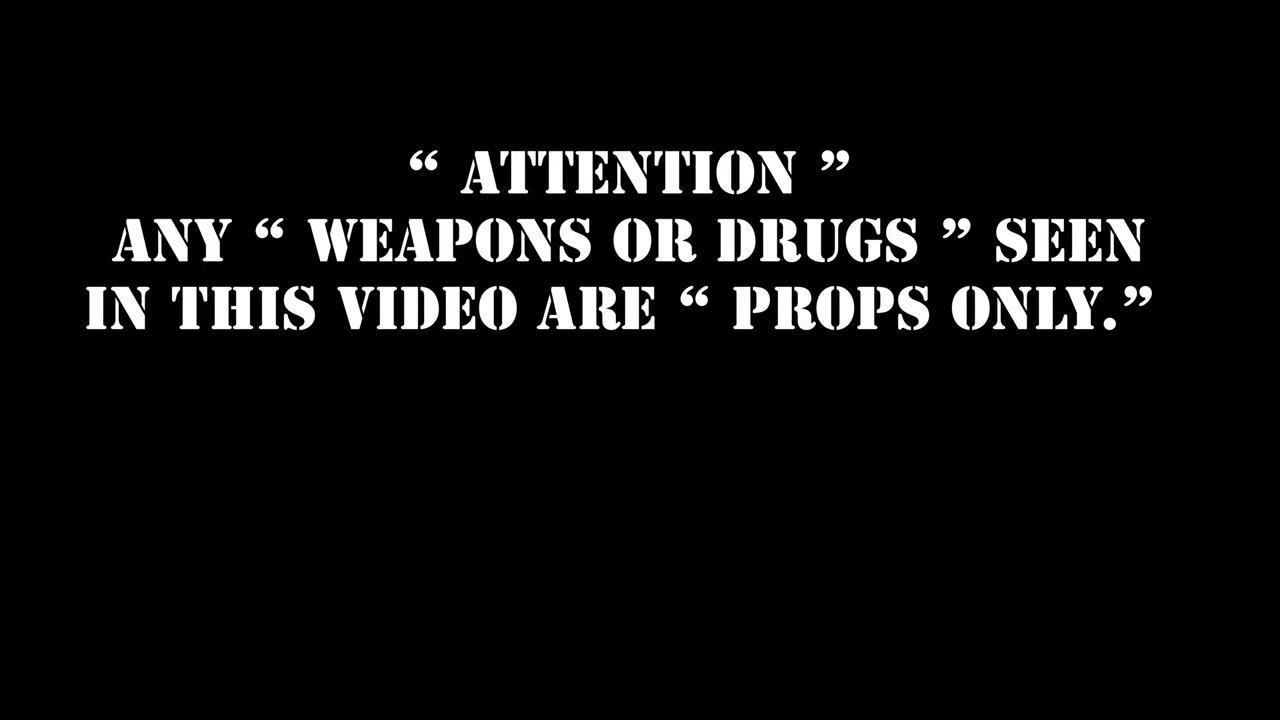 “ ATTENTION ”
ANY “ WEAPONS OR DRUGS ” SEEN
IN THIS VIDEO ARE “ PROPS ONLY.”